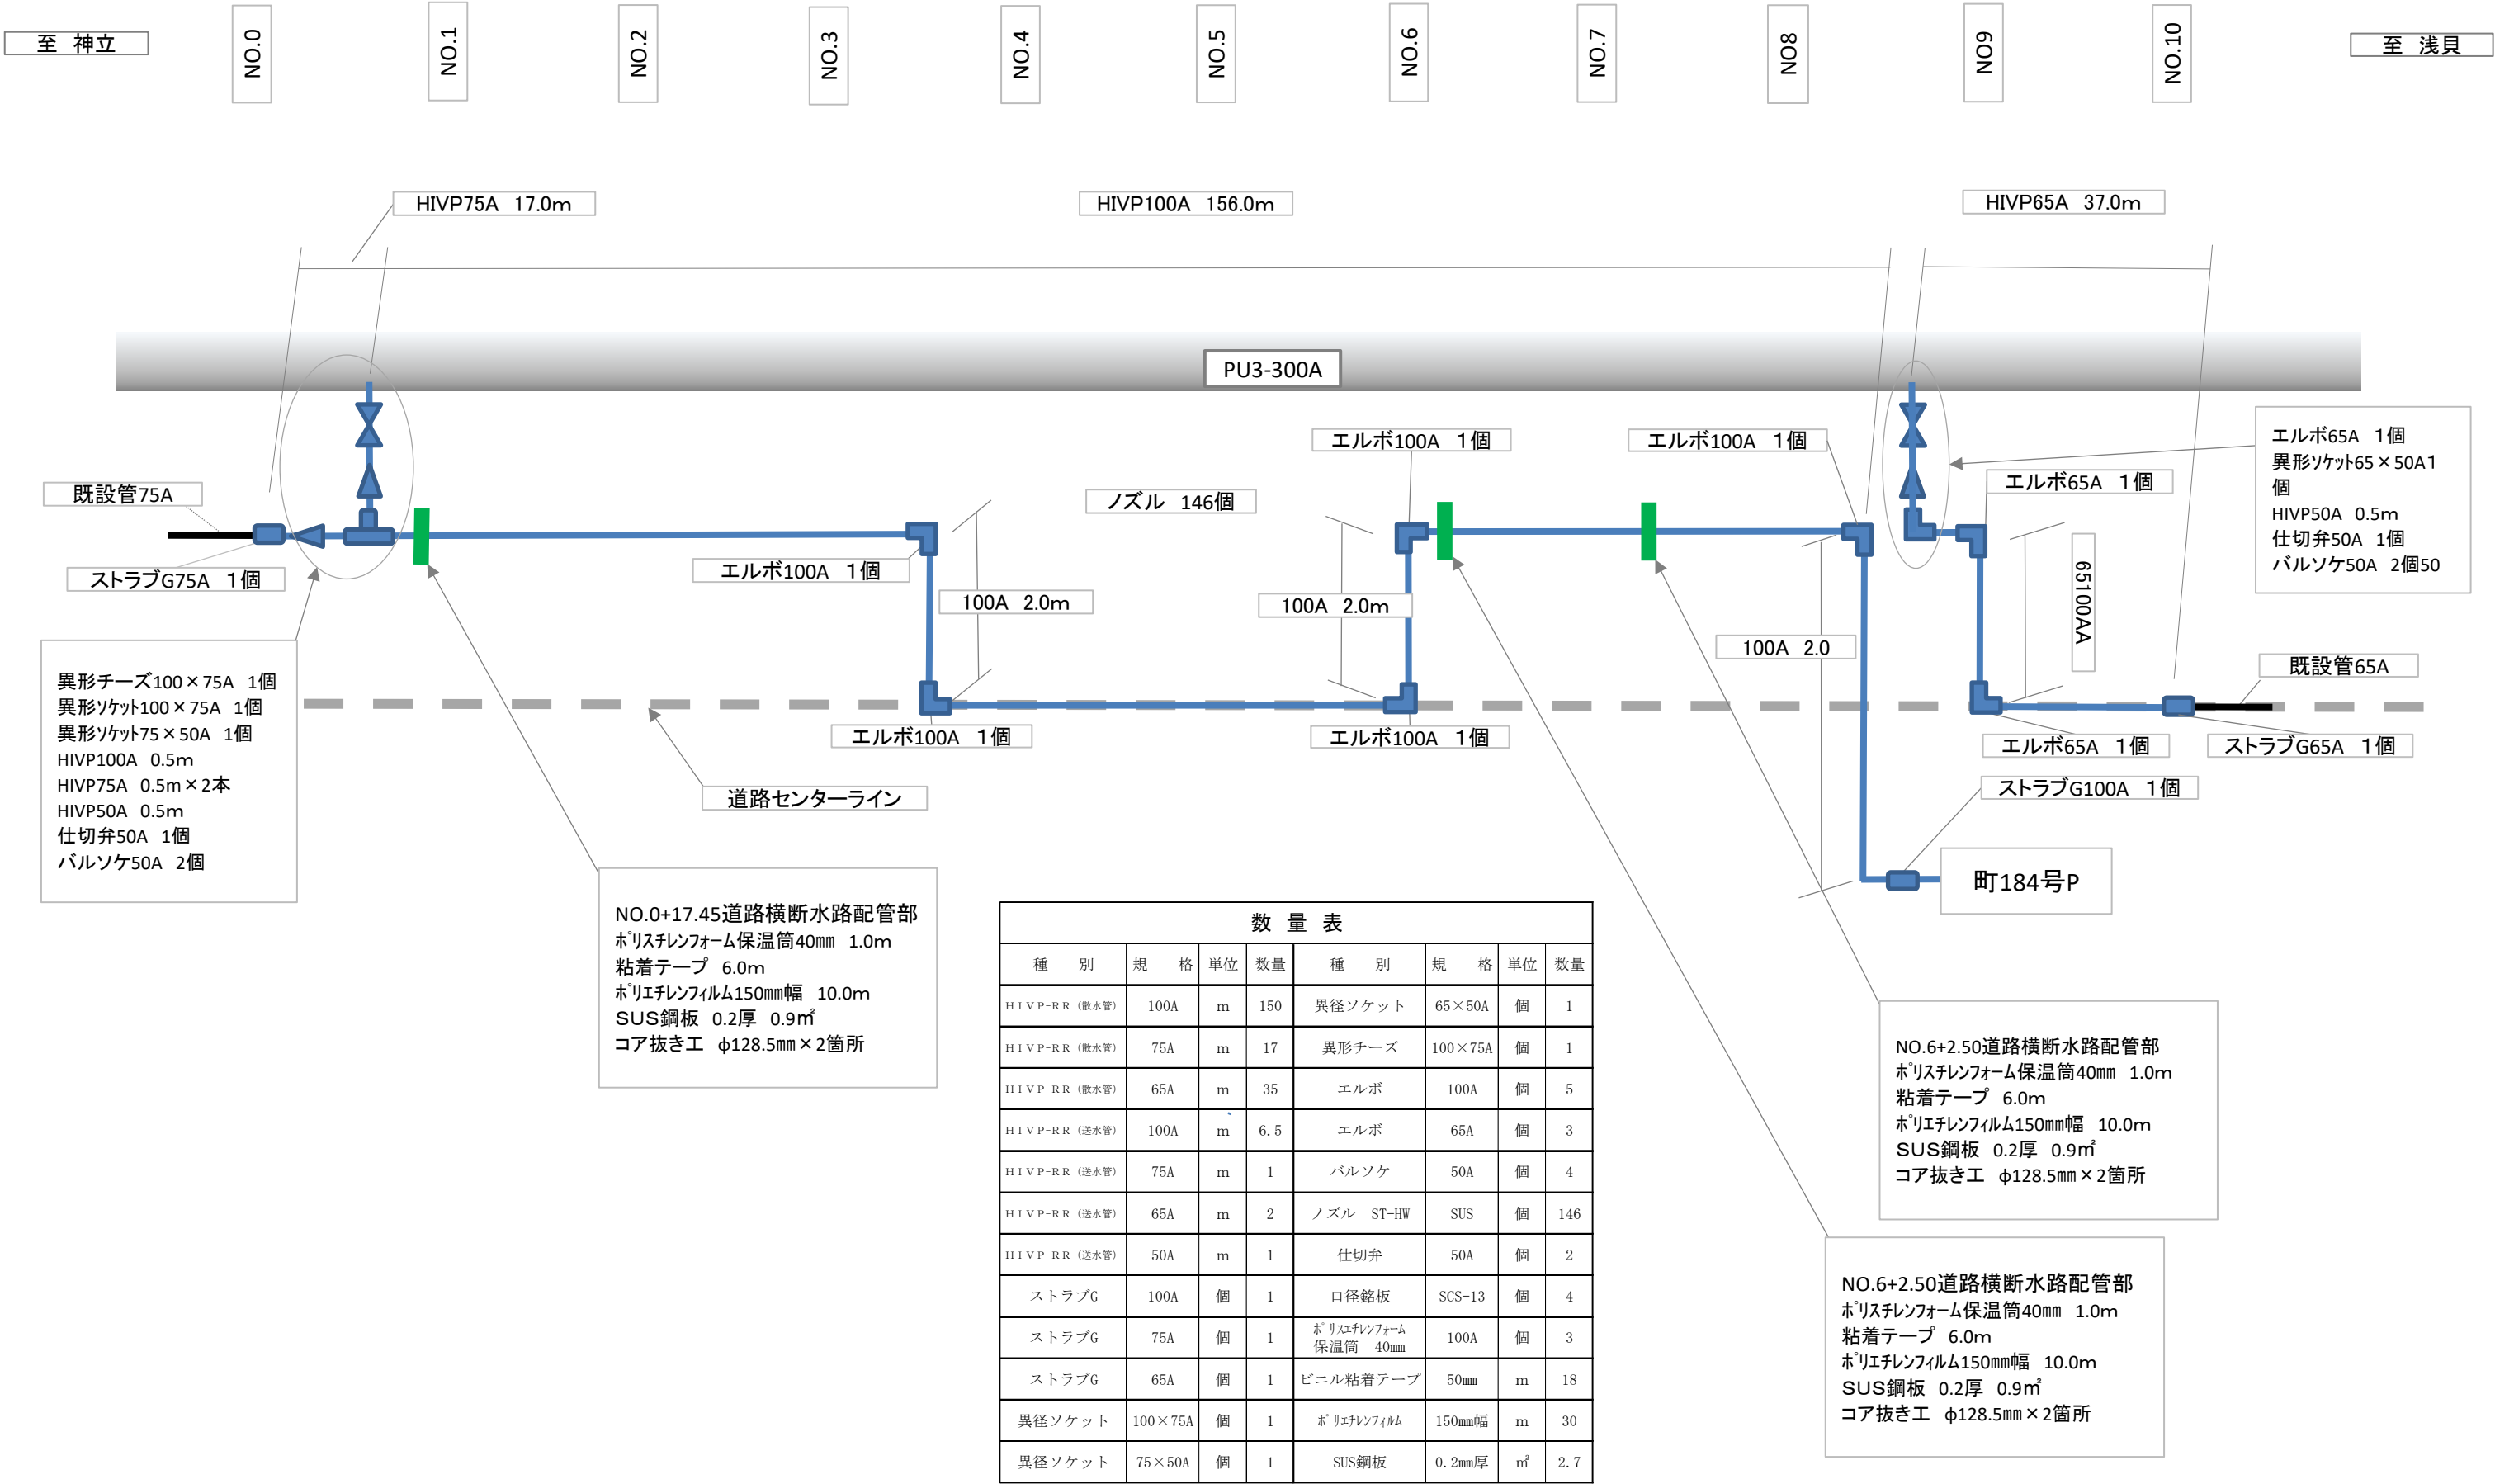 至 神立
NO.0
NO.1
NO.2
NO.3
NO.4
NO.5
NO.6
NO.7
NO8
NO9
NO.10
至 浅貝
HIVP75A 17.0m
HIVP100A 156.0m
HIVP65A 37.0m
PU3-300A
既設管75A
ストラブG75A 1個
エルボ100A 1個
100A 2.0m
ノズル 146個
100A 2.0m
エルボ100A 1個
エルボ100A 1個
100A 2.0
エルボ65A 1個
65100AA
エルボ65A 1個
異形ソケット65×50A1
個
HIVP50A 0.5m
仕切弁50A 1個
バルソケ50A 2個50
既設管65A
エルボ100A 1個
エルボ100A 1個
エルボ65A 1個
ストラブG65A 1個
ストラブG100A 1個
町184号P
道路センターライン
異形チーズ100×75A 1個
異形ソケット100×75A 1個
異形ソケット75×50A 1個
HIVP100A 0.5m
HIVP75A 0.5m×2本
HIVP50A 0.5m
仕切弁50A 1個
バルソケ50A 2個
NO.0+17.45道路横断水路配管部
ポリスチレンフォーム保温筒40㎜ 1.0m
粘着テープ 6.0m
ポリエチレンフィルム150㎜幅 10.0m
SUS鋼板 0.2厚 0.9㎡
コア抜き工 φ128.5㎜×2箇所
数 量 表
種 別 規 格 単位 数量 種 別 規 格 単位 数量
HIVP-RR（散水管） 100A m 150 異径ソケット 65×50A 個 1
HIVP-RR（散水管） 75A m 17 異形チーズ 100×75A 個 1
HIVP-RR（散水管） 65A m 35 エルボ 100A 個 5
HIVP-RR（送水管） 100A m 6.5 エルボ 65A 個 3
HIVP-RR（送水管） 75A m 1 バルソケ 50A 個 4
HIVP-RR（送水管） 65A m 2 ノズル ST-HW SUS 個 146
HIVP-RR（送水管） 50A m 1 仕切弁 50A 個 2
ストラブG 100A 個 1 口径銘板 SCS-13 個 4
ストラブG 75A 個 1 ポリスエチレンフォーム 保温筒 40㎜ 100A 個 3
ストラブG 65A 個 1 ビニル粘着テープ 50㎜ m 18
異径ソケット 100×75A 個 1 ポリエチレンフィルム 150㎜幅 m 30
異径ソケット 75×50A 個 1 SUS鋼板 0.2㎜厚 ㎡ 2.7
NO.6+2.50道路横断水路配管部
ポリスチレンフォーム保温筒40㎜ 1.0m
粘着テープ 6.0m
ポリエチレンフィルム150㎜幅 10.0m
SUS鋼板 0.2厚 0.9㎡
コア抜き工 φ128.5㎜×2箇所
NO.6+2.50道路横断水路配管部
ポリスチレンフォーム保温筒40㎜ 1.0m
粘着テープ 6.0m
ポリエチレンフィルム150㎜幅 10.0m
SUS鋼板 0.2厚 0.9㎡
コア抜き工 φ128.5㎜×2箇所